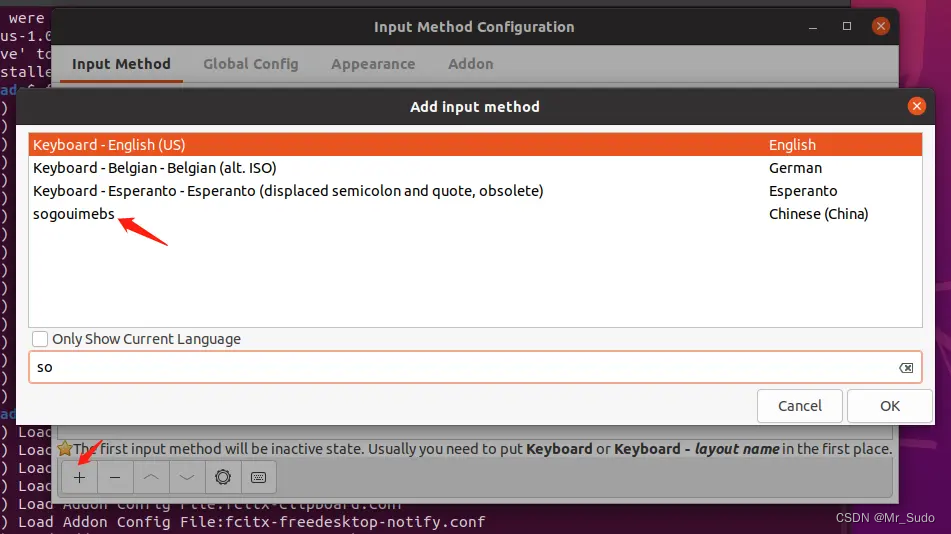 were
Input Method Configuration
us-1.0
ve' to
Input Method Global Config Appearance Addon
stalle
Add input method
Keyboard - English (US) English
Keyboard - Belgian - Belgian (alt. ISO) German
Keyboard - Esperanto - Esperanto (displaced semicolon and quote, obsolete) Esperanto
sogouimebs Chinese (China)
Only Show Current Language
so
Cancel OK
) Load
The first input method will be inactive state. Usually you need to put Keyboard or Keyboard - layout name in the first place.
) Load
) Load
) Load
) Load Addon Config File:fcitx-clipboard.conf
) Load Addon Config File:fcitx-freedesktop-notify.conf
CSDN @Mr_Sudo